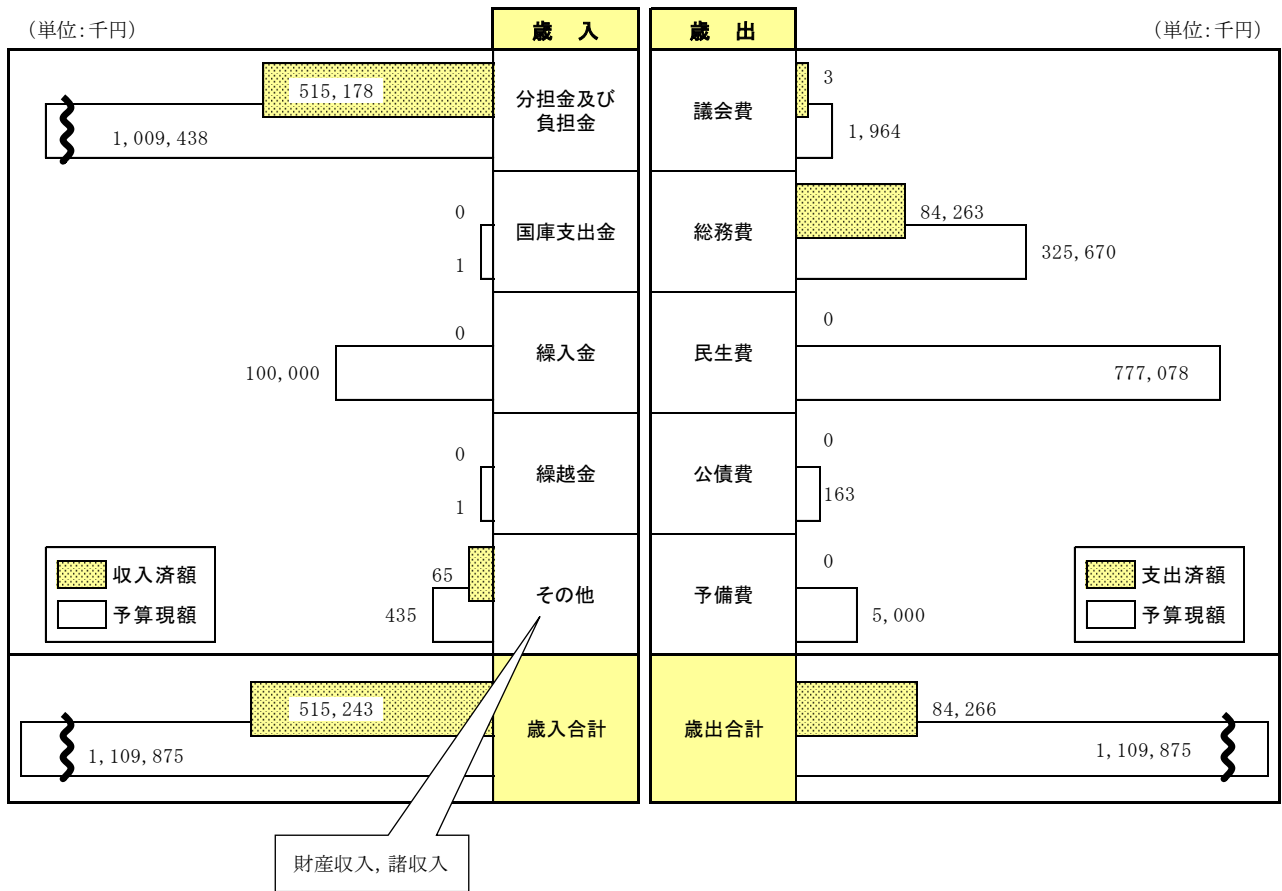 (単位:千円)
歳 入
歳 出
(単位:千円)
515,178
1,009,438
分担金及び
負担金
議会費
3
1,964
0
1
国庫支出金
総務費
84,263
325,670
0
100,000
繰入金
民生費
0
777,078
0
1
繰越金
公債費
0
163
65
435
その他
予備費
0
5,000
収入済額
予算現額
支出済額
予算現額
515,243
1,109,875
歳入合計
歳出合計
84,266
1,109,875
財産収入, 諸収入